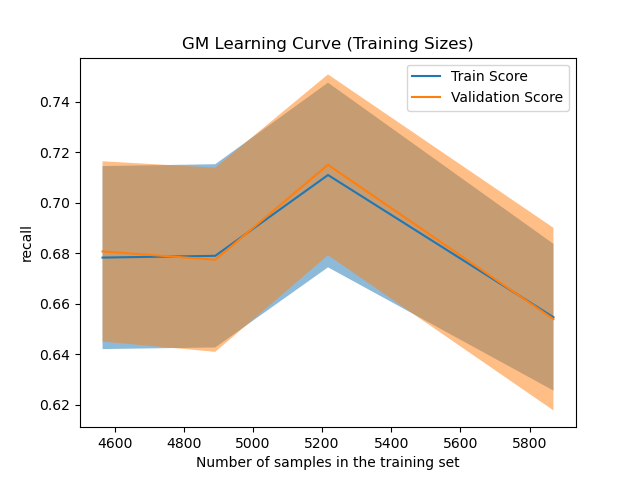 GM Learning Curve (Training Sizes)
Train Score
Validation Score
0.74
0.72
0.70
0.68
0.66
0.64
0.62
recall
4600 4800 5000 5200 5400 5600 5800
Number of samples in the training set